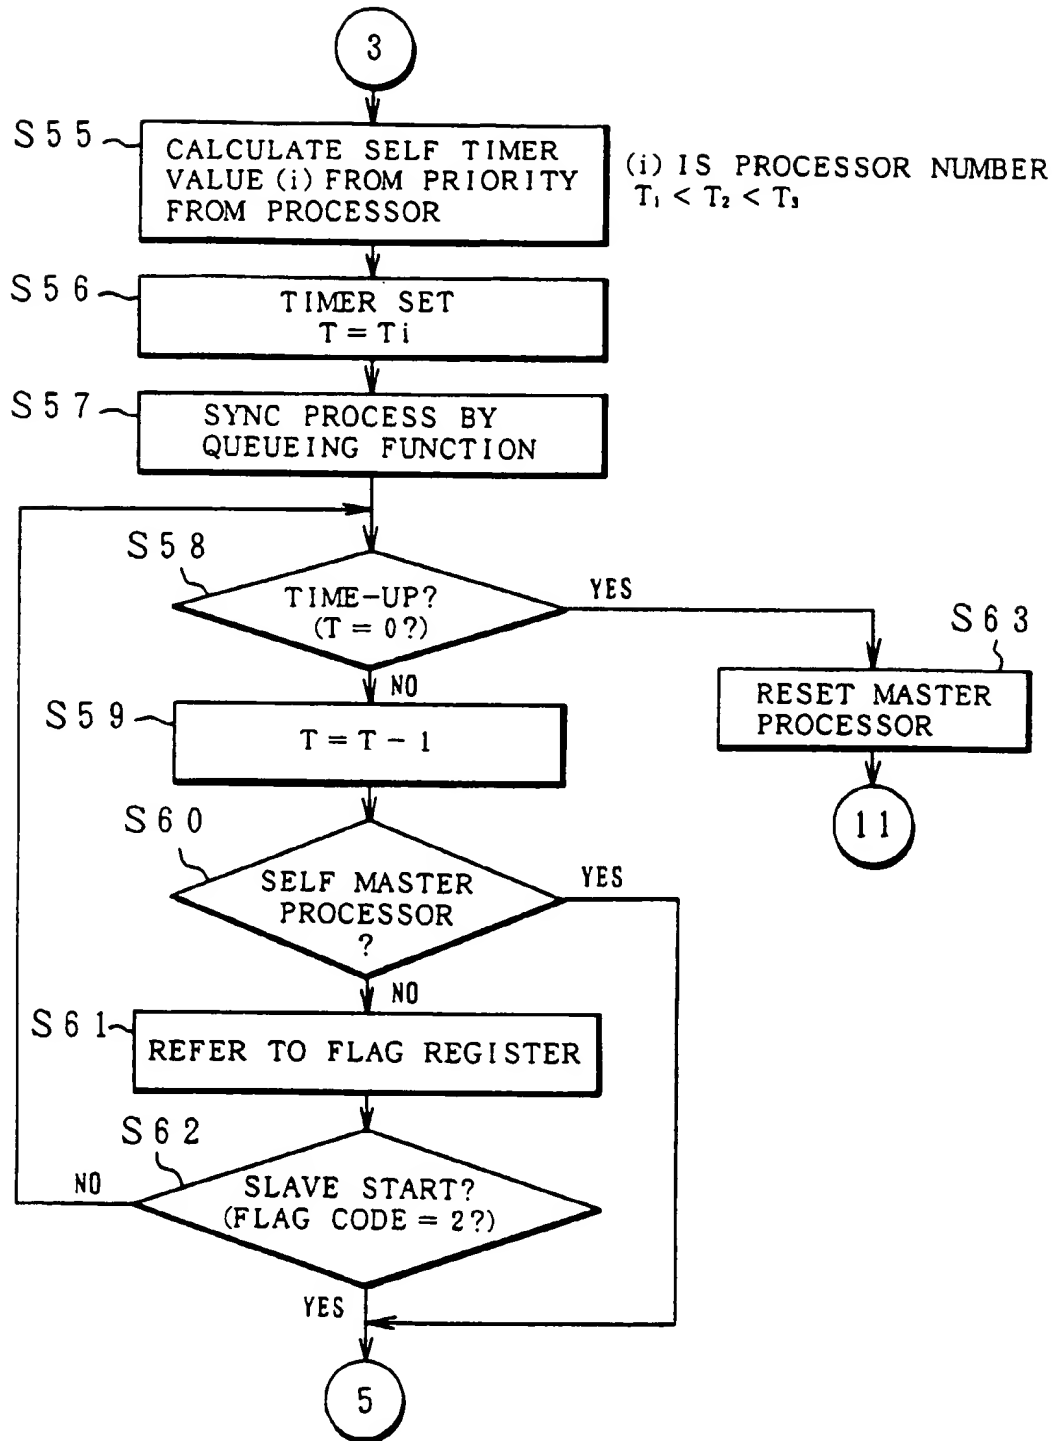 3
S55
CALCULATE SELF TIMER
VALUE (i) FROM PRIORITY
FROM PROCESSOR
(i) IS PROCESSOR NUMBER
T₁ < T₂ < T₃
S56
TIMER SET
T = Ti
S57
SYNC PROCESS BY
QUEUEING FUNCTION
S58
TIME-UP?
(T = 0?)
YES
NO
S63
RESET MASTER
PROCESSOR
11
S59
T = T - 1
S60
SELF MASTER
PROCESSOR
?
YES
NO
S61
REFER TO FLAG REGISTER
S62
SLAVE START?
(FLAG CODE = 2?)
NO
YES
5